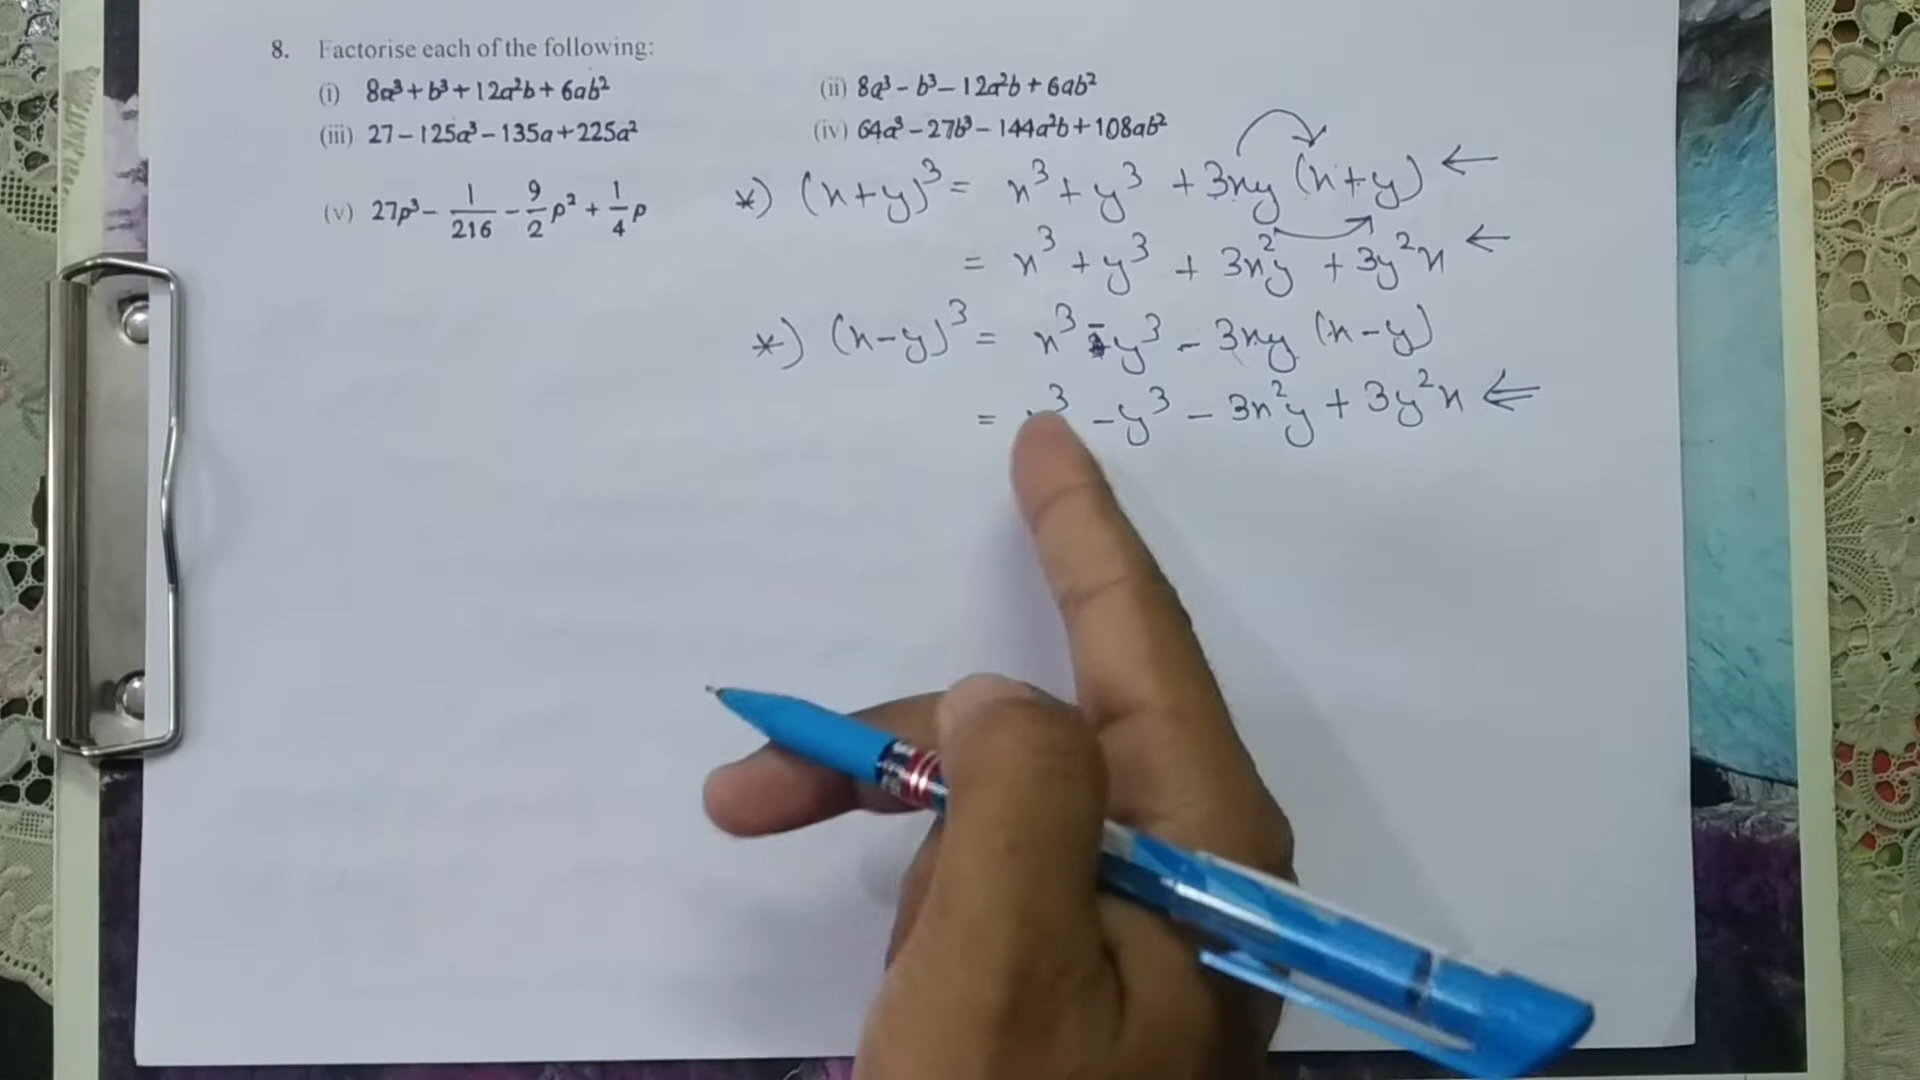 8. Factorise each of the following:
(i) 8a³ + b³ + 12a²b + 6ab² (ii) 8a³ – b³ – 12a²b + 6ab²
(iii) 27 – 125a³ – 135a + 225a² (iv) 64a³ – 27b³ – 144a²b + 108ab²
(v) 27p³ – 1/216 – 9/2 p² + 1/4 p
*) (x+y)³ = x³ + y³ + 3xy (x+y) ←
= x³ + y³ + 3x²y + 3y²x ←
*) (x-y)³ = x³ - y³ - 3xy (x-y)
= ³ - y³ - 3x²y + 3y²x ⇐